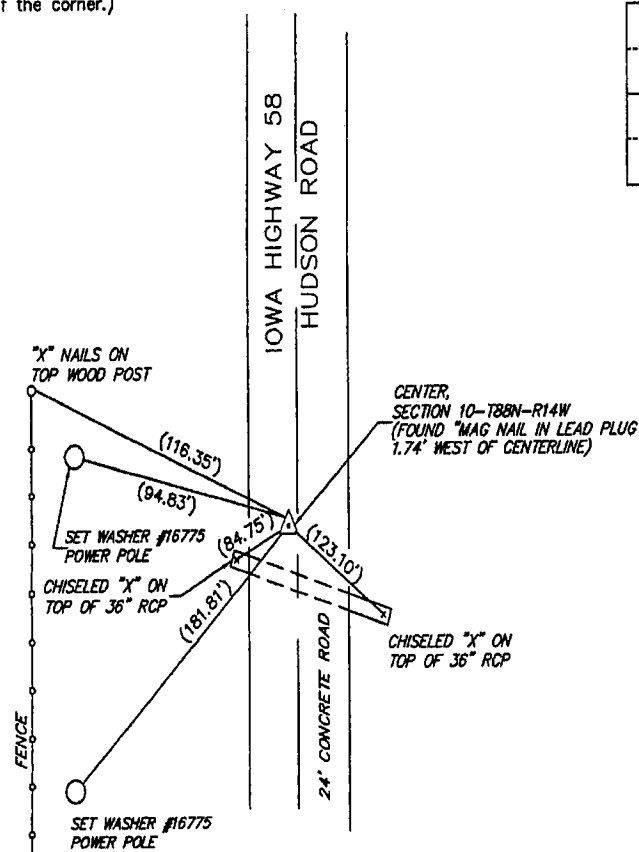 f the corner.)
IOWA HIGHWAY 58
HUDSON ROAD
"X" NAILS ON
TOP WOOD POST
(116.35')
(94.83')
CENTER,
SECTION 10-T88N-R14W
(FOUND "MAG NAIL IN LEAD PLUG
1.74' WEST OF CENTERLINE)
SET WASHER #16775
POWER POLE
(84.75')
(123.10')
CHISELED "X" ON
TOP OF 36" RCP
(181.81')
CHISELED "X" ON
TOP OF 36" RCP
24' CONCRETE ROAD
FENCE
SET WASHER #16775
POWER POLE